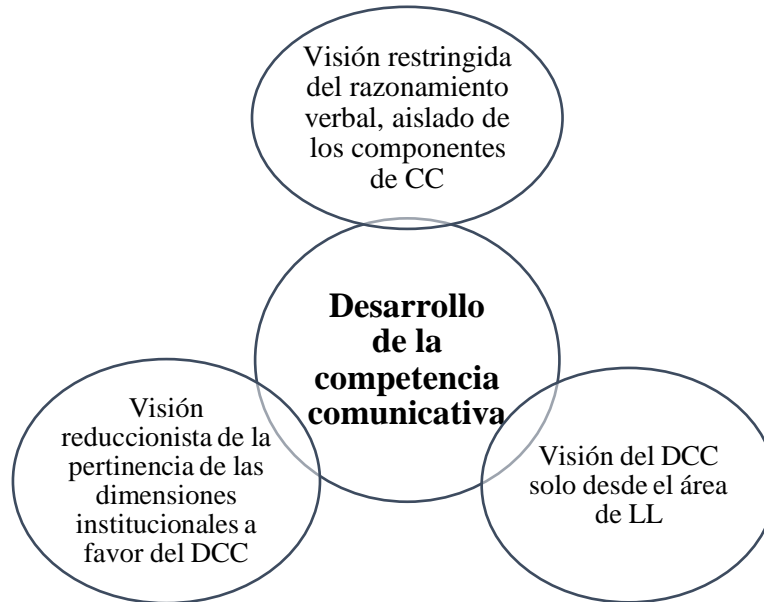 Visión restringida
del razonamiento
verbal, aislado de
los componentes
de CC
Desarrollo
de la
competencia
comunicativa
Visión
reduccionista de la
pertinencia de las
dimensiones
institucionales a
favor del DCC
Visión del DCC
solo desde el área
de LL